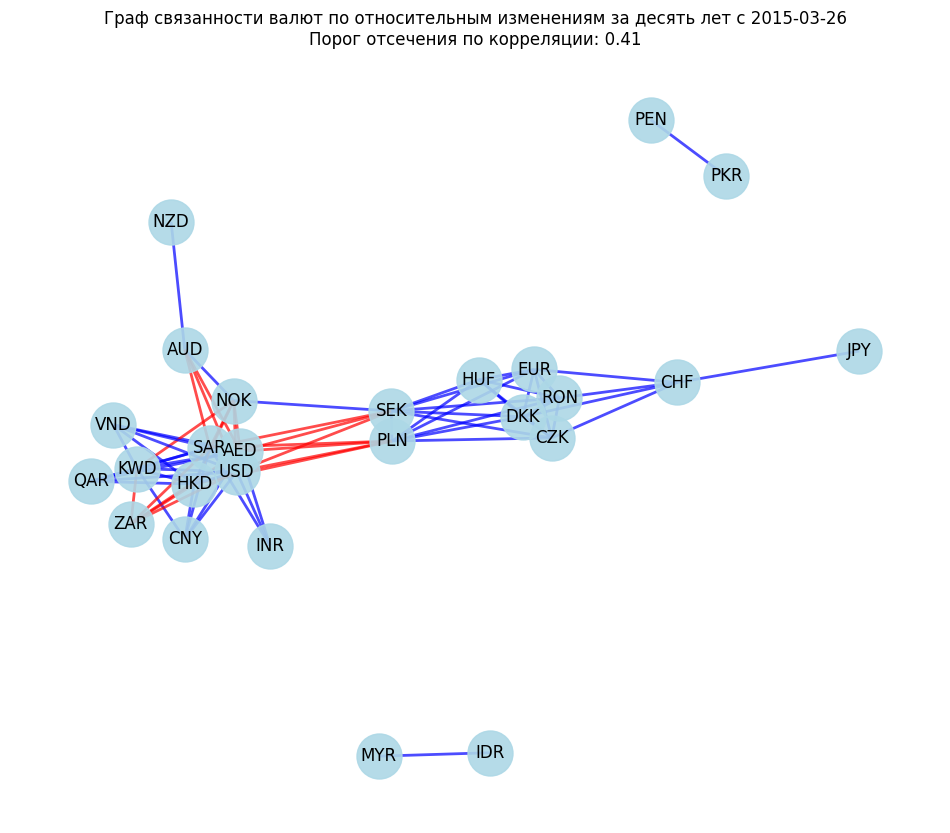 Граф связанности валют по относительным изменениям за десять лет с 2015-03-26
Порог отсечения по корреляции: 0.41
PEN
PKR
NZD
AUD
JPY
EUR
HUF
CHF
RON
NOK
SEK
DKK
VND
CZK
PLN
SAR
AED
KWD
USD
QAR
HKD
ZAR
CNY
INR
MYR
IDR